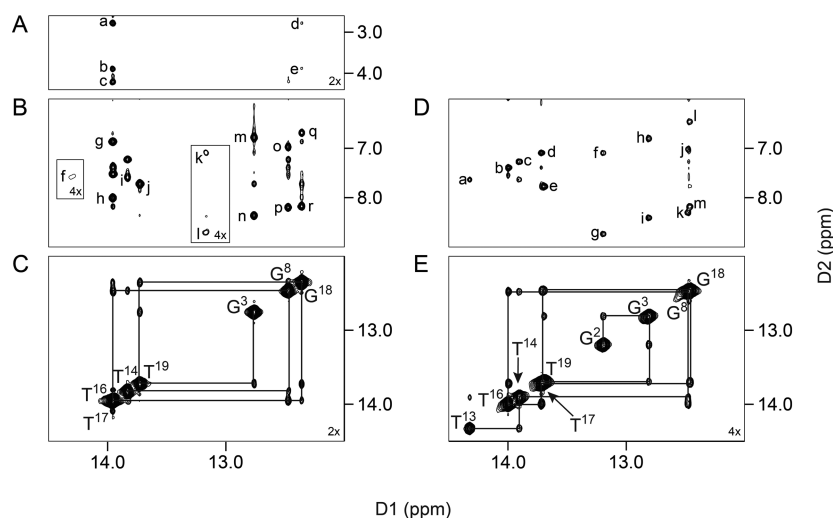 A
a
d
3.0
b
e
c
4.0
2x
B
g
f
4x
h
i
j
k
l
4x
m
n
o
p
q
r
7.0
8.0
D
a
b
c
d
e
f
g
h
i
j
k
l
m
7.0
8.0
D2 (ppm)
C
G⁸
G¹⁸
G³
T¹⁴
T¹⁹
T¹⁶
T¹⁷
13.0
14.0
2x
14.0
13.0
E
G¹⁸
G⁸
G³
G²
T¹⁴
T¹⁹
T¹⁶
T¹⁷
T¹³
13.0
14.0
4x
14.0
13.0
D1 (ppm)